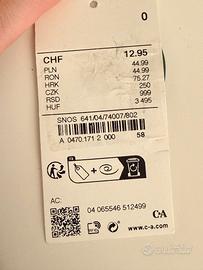 0
CHF 12.95
PLN 44.99
RON 75.27
HRK 250
CZK 999
RSD 3 495
HUF
SNOS 641/04/74007/802
A 0470.171 2 000 58
www.c-a.com
AC:
04 065546 512499
C&A